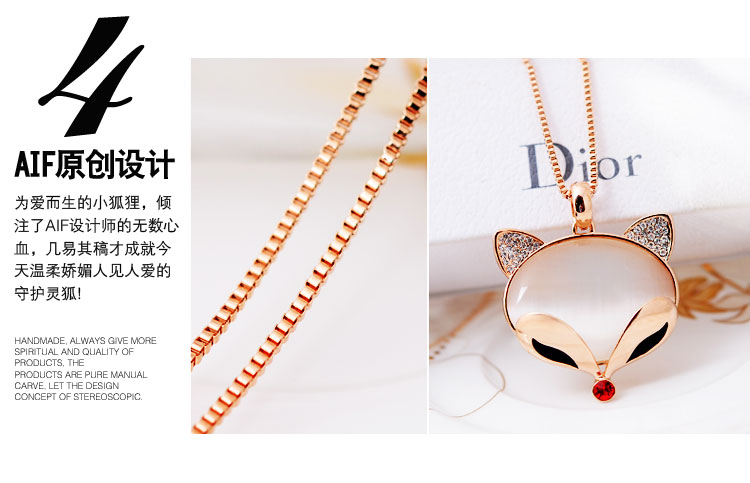 4
AIF原创设计
为爱而生的小狐狸，倾
注了AIF设计师的无数心
血，几易其稿才成就今
天温柔娇媚人见人爱的
守护灵狐!
HANDMADE, ALWAYS GIVE MORE
SPIRITUAL AND QUALITY OF
PRODUCTS, THE
PRODUCTS ARE PURE MANUAL
CARVE, LET THE DESIGN
CONCEPT OF STEREOSCOPIC.
Dior